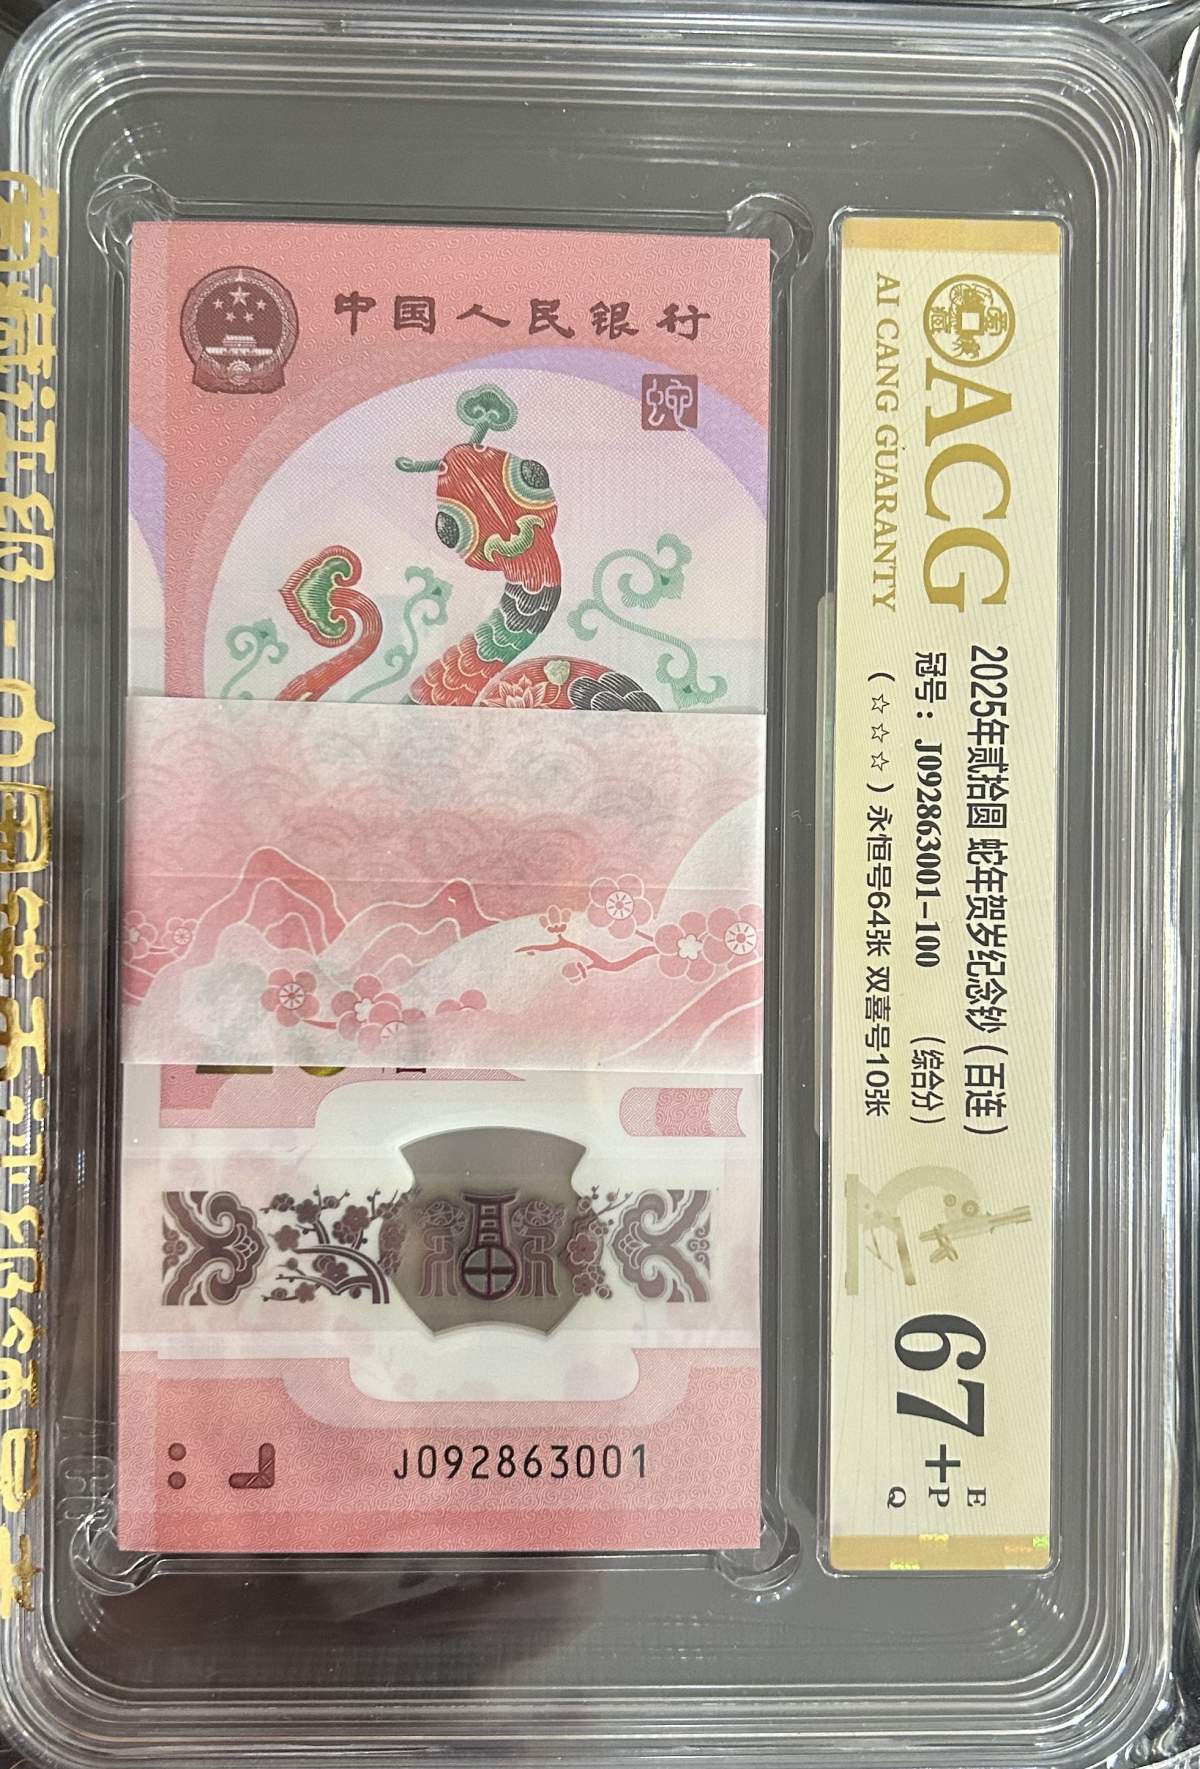 中国人民银行
蛇
J092863001
ACG
AI CANG GUARANTY
2025年贰拾圆 蛇年贺岁纪念钞（百连）
冠号：J092863001-100 （综合分）
（☆☆☆）永恒号64张 双喜号10张
67+
E
P
Q